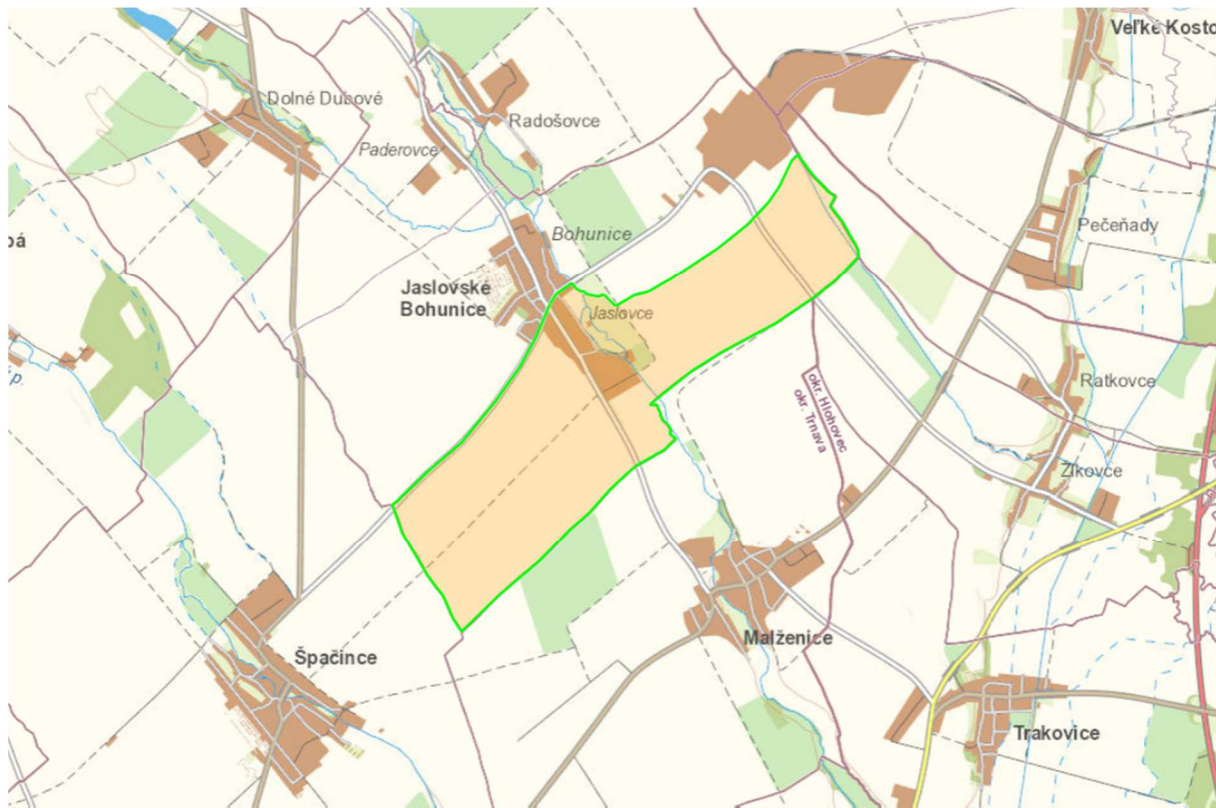 Veľké Kosto
Dolné Dubové
Radošovce
Paderovce
Pečeňady
bá
Bohunice
Jaslovské
Bohunice
Jaslovce
okr. Hlohovec
okr. Trnava
Ratkovce
p.
Žlkovce
Malženice
Špačince
Trakovice